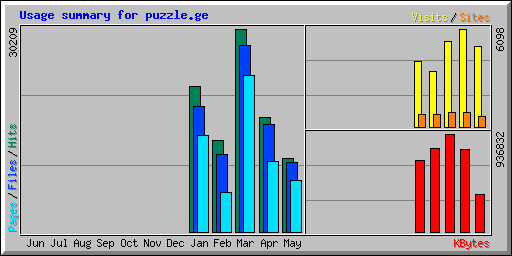 Usage summary for puzzle.ge
Visits/Sites
30209
6098
936832
Pages/Files/Hits
Jun Jul Aug Sep Oct Nov Dec Jan Feb Mar Apr May
KBytes